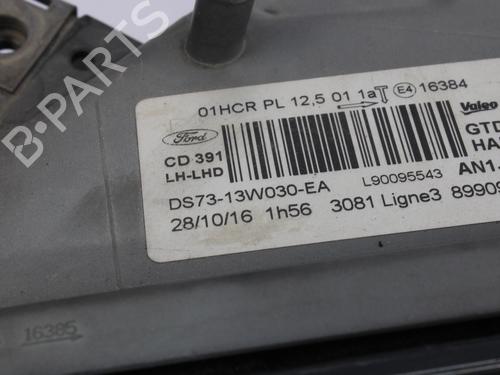 01HCR PL 12,5 01 1a E4 16384
Ford
Valeo
CD 391
LH-LHD
GTD
DS73-13W030-EA L90095543 AN1-
28/10/16 1h56 3081 Ligne3 89909
16385
B-PARTS